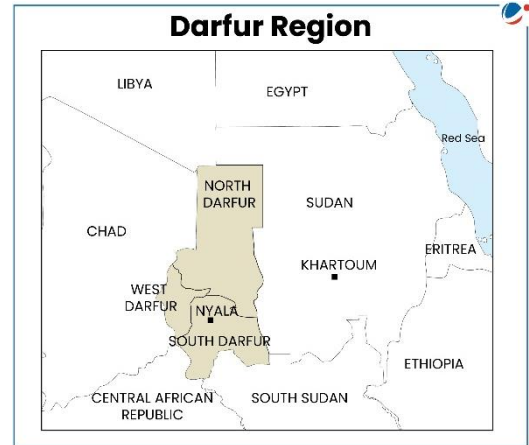 Darfur Region
LIBYA
EGYPT
Red Sea
NORTH
DARFUR
SUDAN
CHAD
ERITREA
KHARTOUM
WEST
DARFUR
NYALA
SOUTH DARFUR
ETHIOPIA
CENTRAL AFRICAN
REPUBLIC
SOUTH SUDAN